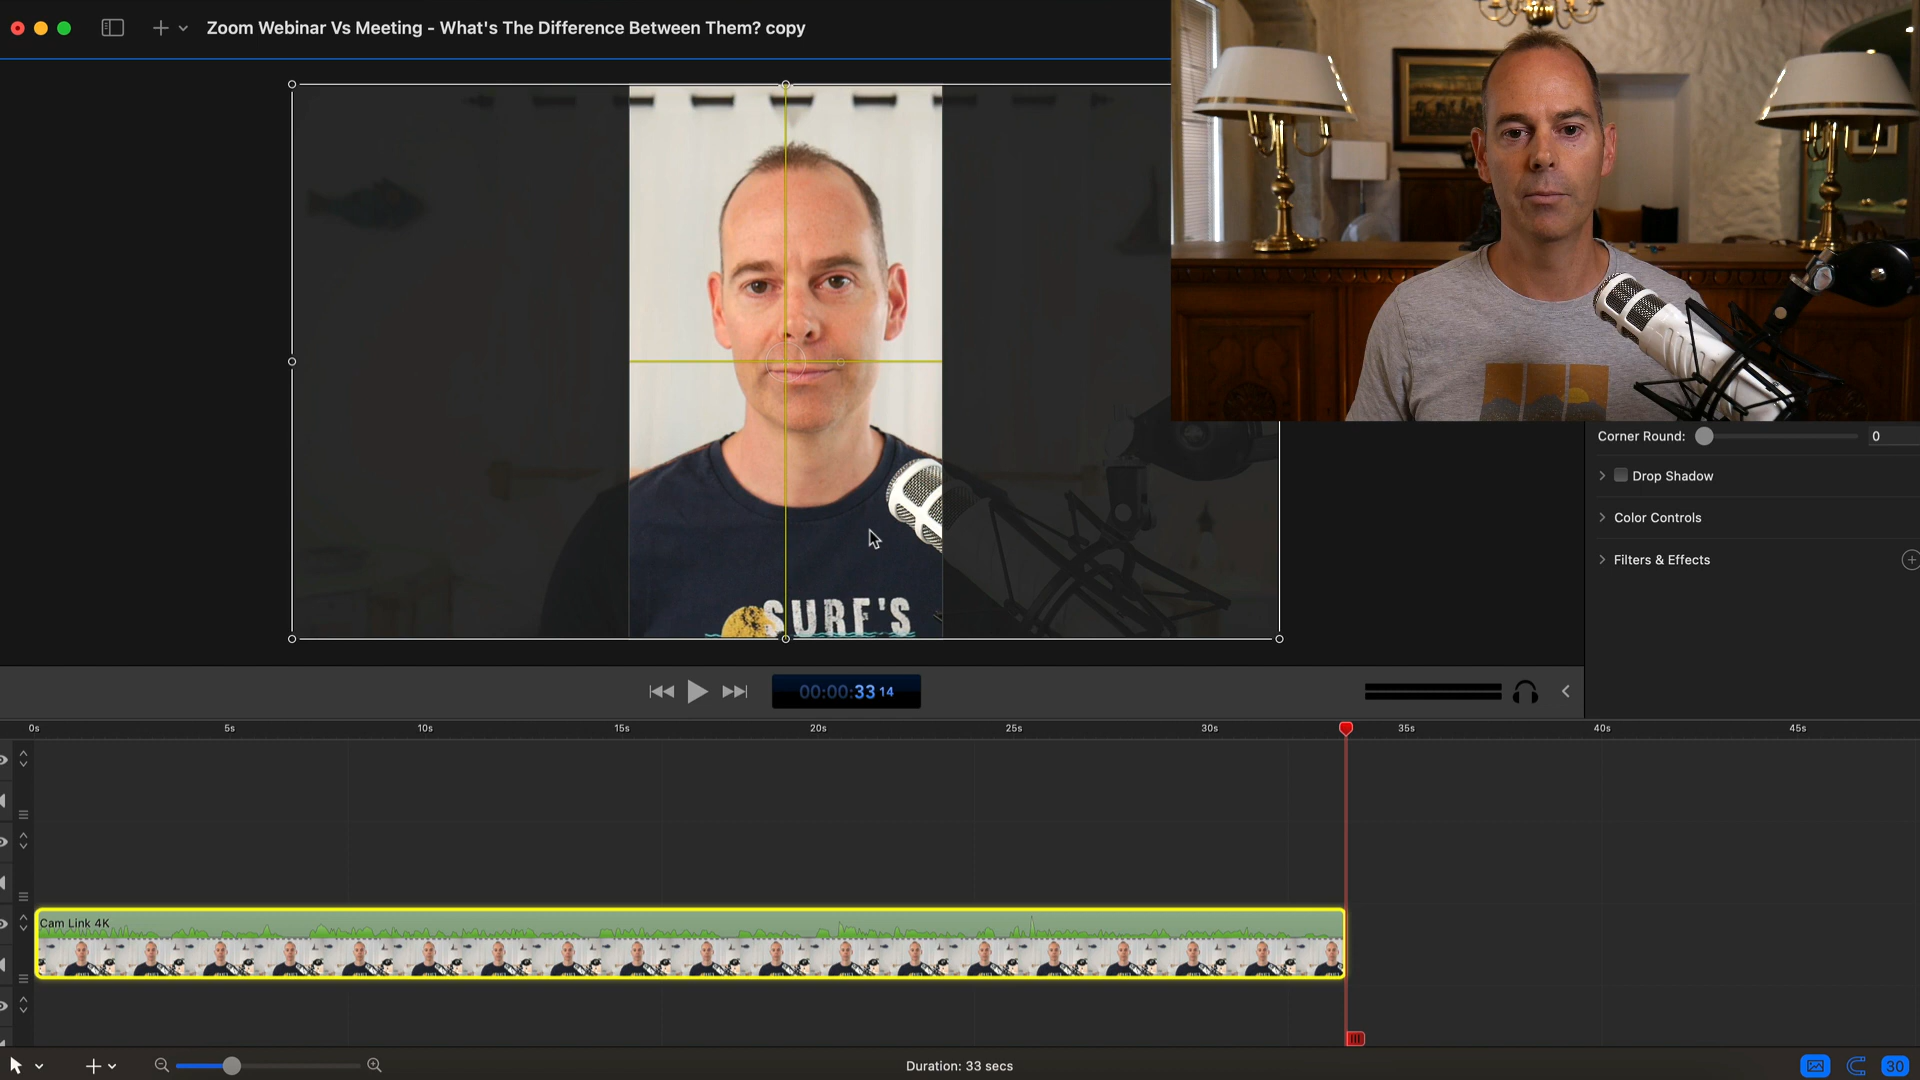 Zoom Webinar Vs Meeting - What's The Difference Between Them? copy
SURF'S
Corner Round:
0
Drop Shadow
Color Controls
Filters & Effects
00:00:33 14
0s
5s
10s
15s
20s
25s
30s
35s
40s
45s
Cam Link 4K
Duration: 33 secs
30